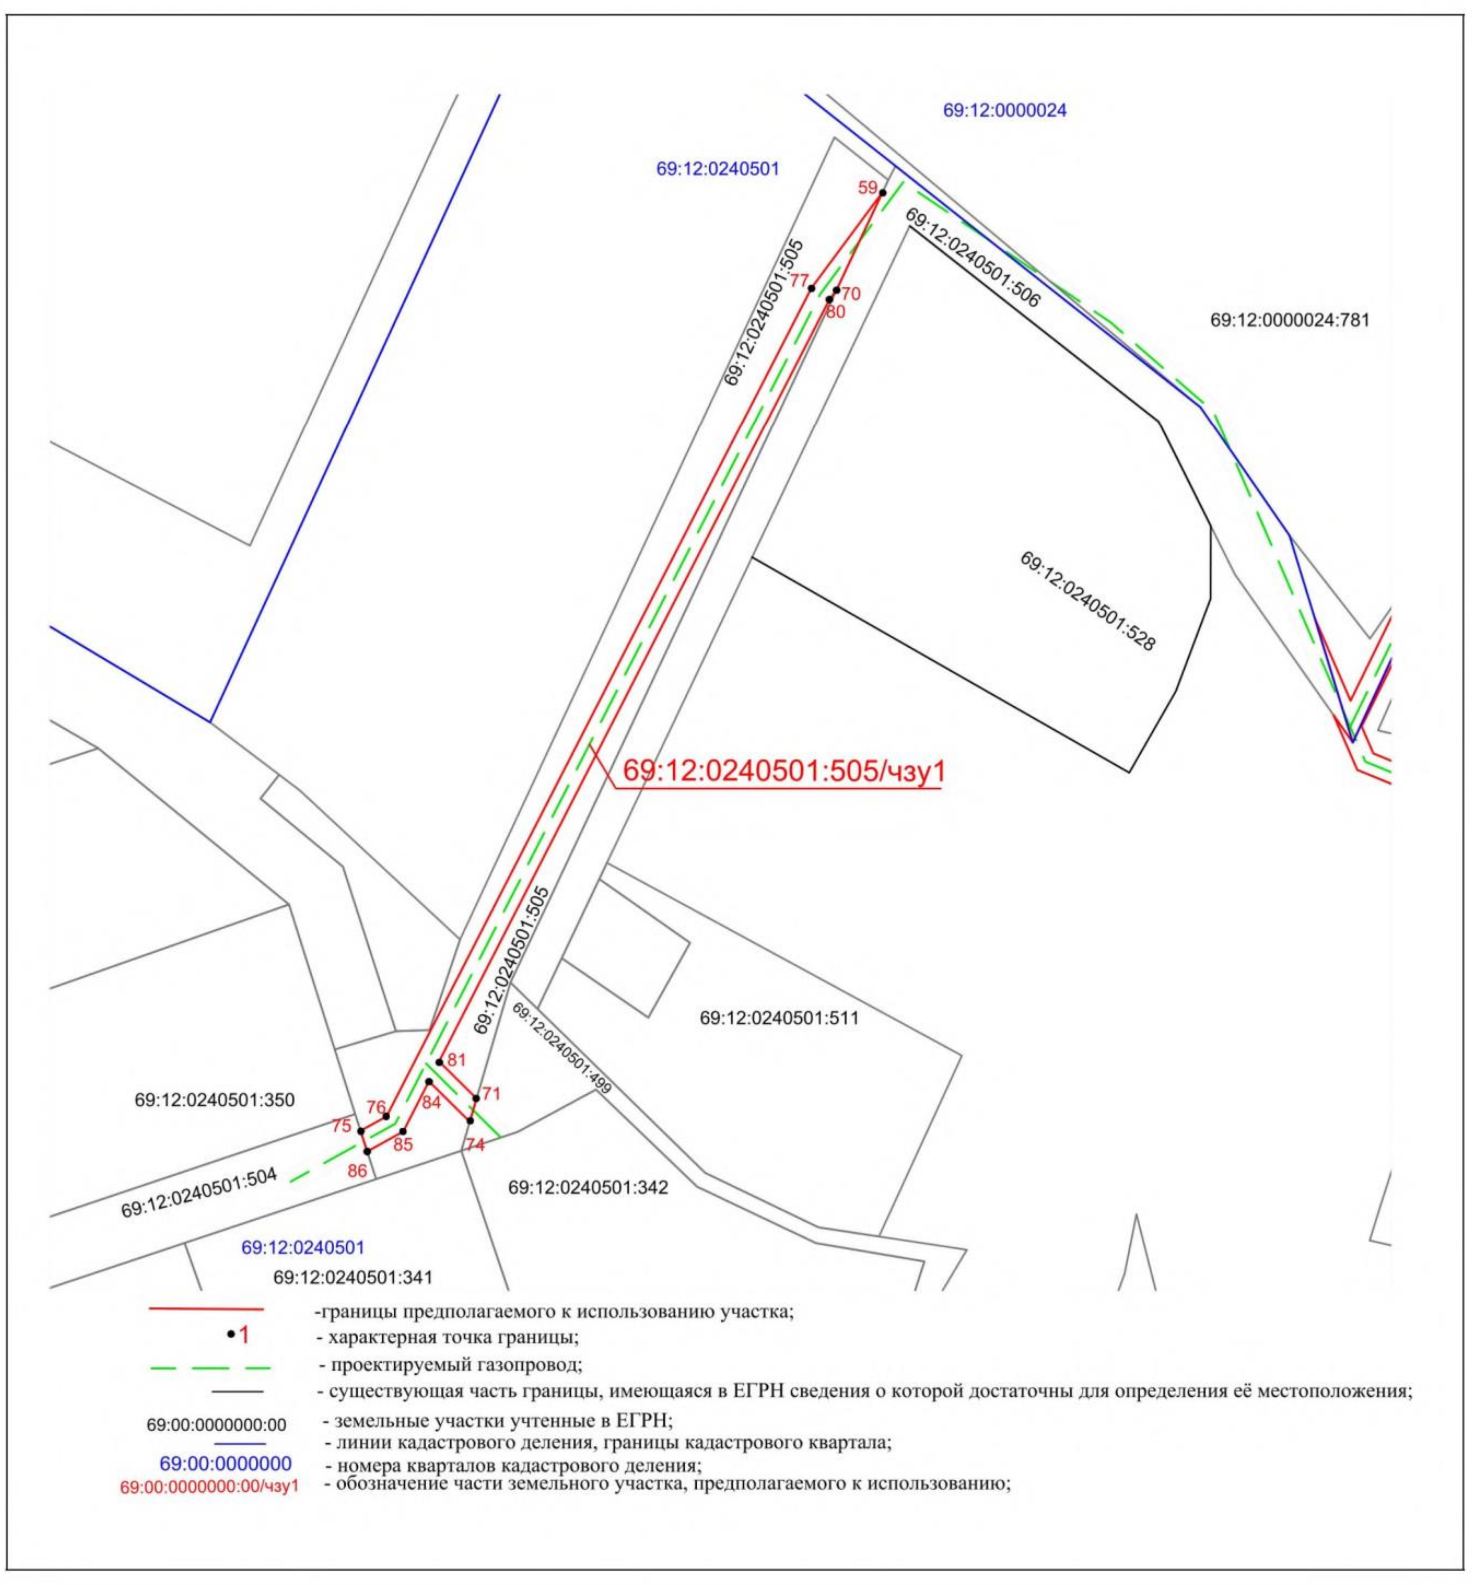 69:12:0000024
69:12:0240501
59
69:12:0240501:506
69:12:0240501:505
77
70
80
69:12:0000024:781
69:12:0240501:528
69:12:0240501:505/чзу1
69:12:0240501:505
69:12:0240501:511
69:12:0240501:499
81
71
84
69:12:0240501:350
76
75
85
74
86
69:12:0240501:504
69:12:0240501:342
69:12:0240501
69:12:0240501:341
-границы предполагаемого к использованию участка;
1 - характерная точка границы;
- проектируемый газопровод;
- существующая часть границы, имеющаяся в ЕГРН сведения о которой достаточны для определения её местоположения;
69:00:0000000:00 - земельные участки учтенные в ЕГРН;
- линии кадастрового деления, границы кадастрового квартала;
69:00:0000000 - номера кварталов кадастрового деления;
69:00:0000000:00/чзу1 - обозначение части земельного участка, предполагаемого к использованию;